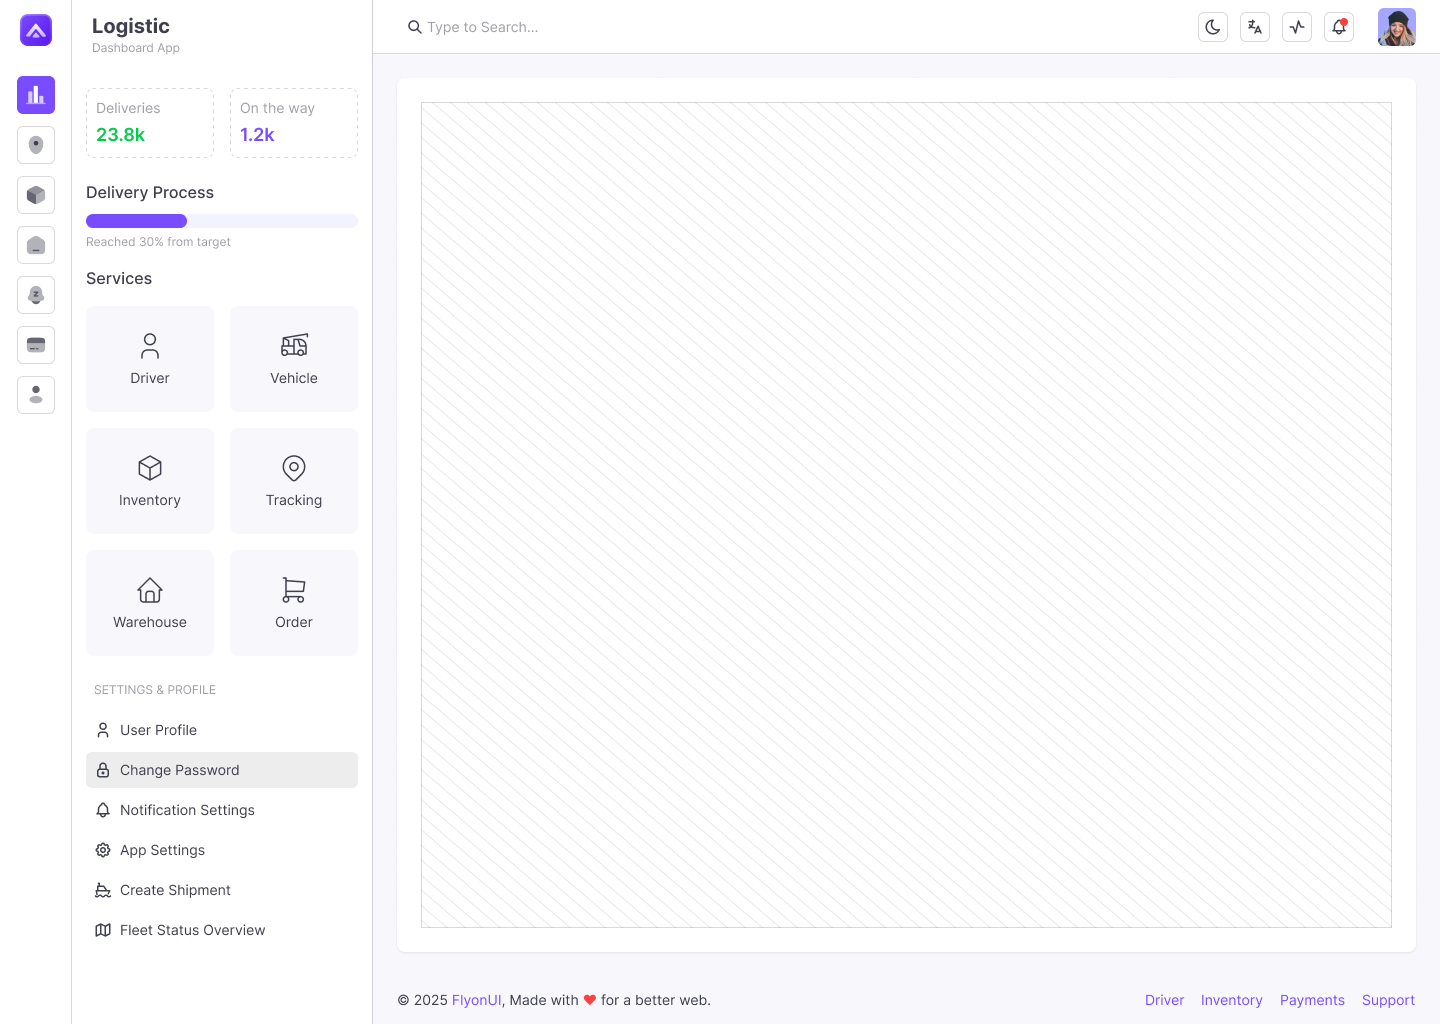 Logistic
Dashboard App
Type to Search...
Deliveries
23.8k
On the way
1.2k
Delivery Process
Reached 30% from target
Services
Driver
Vehicle
Inventory
Tracking
Warehouse
Order
SETTINGS & PROFILE
User Profile
Change Password
Notification Settings
App Settings
Create Shipment
Fleet Status Overview
© 2025 FlyonUI, Made with ❤ for a better web.
Driver Inventory Payments Support